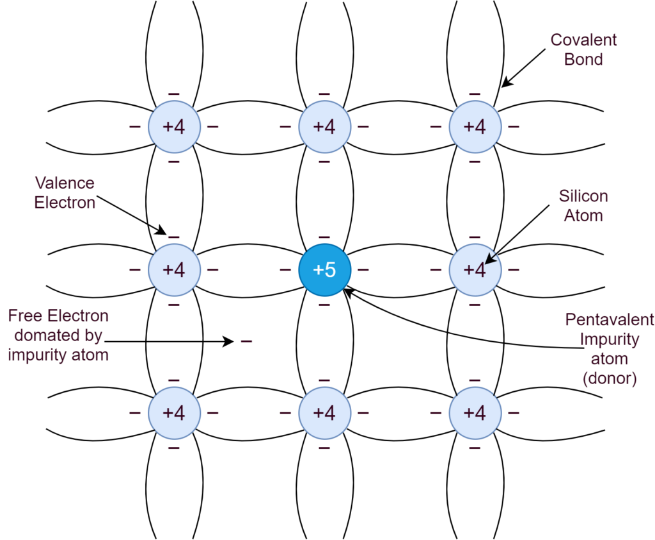 Covalent
Bond
− − −
− +4 − − +4 − − +4 −
− − −
Valence
Electron
Silicon
Atom
− − −
− +4 − − +5 − − +4 −
− − −
Free Electron
domated by
impurity atom
−
Pentavalent
Impurity
atom
(donor)
− − −
− +4 − − +4 − − +4 −
− − −